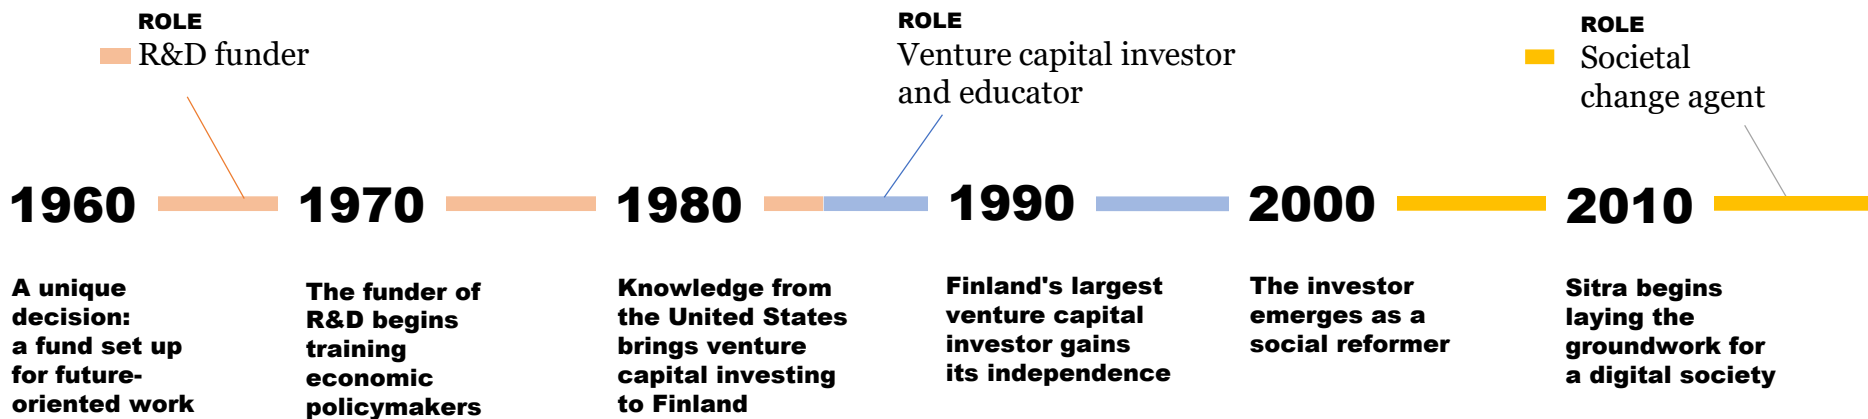 ROLE
R&D funder
ROLE
Venture capital investor
and educator
ROLE
Societal
change agent
1960
1970
1980
1990
2000
2010
A unique
decision:
a fund set up
for future-
oriented work
The funder of
R&D begins
training
economic
policymakers
Knowledge from
the United States
brings venture
capital investing
to Finland
Finland's largest
venture capital
investor gains
its independence
The investor
emerges as a
social reformer
Sitra begins
laying the
groundwork for
a digital society